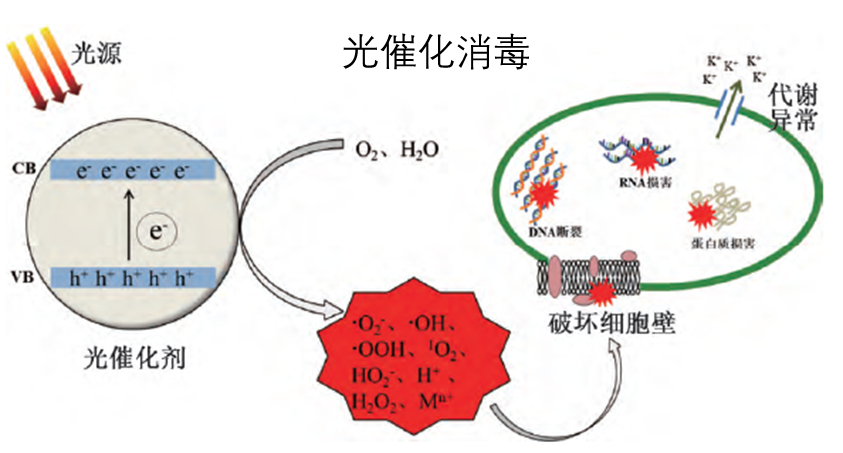 光催化消毒
光源
CB
e⁻ e⁻ e⁻ e⁻ e⁻
e⁻
VB
h⁺ h⁺ h⁺ h⁺ h⁺
光催化剂
O₂、H₂O
·O₂⁻、·OH、
·OOH、¹O₂、
HO₂⁻、H⁺、
H₂O₂、Mⁿ⁺
K⁺ K⁺ K⁺
K⁺ K⁺
代谢
异常
DNA断裂
RNA损害
蛋白质损害
破坏细胞壁